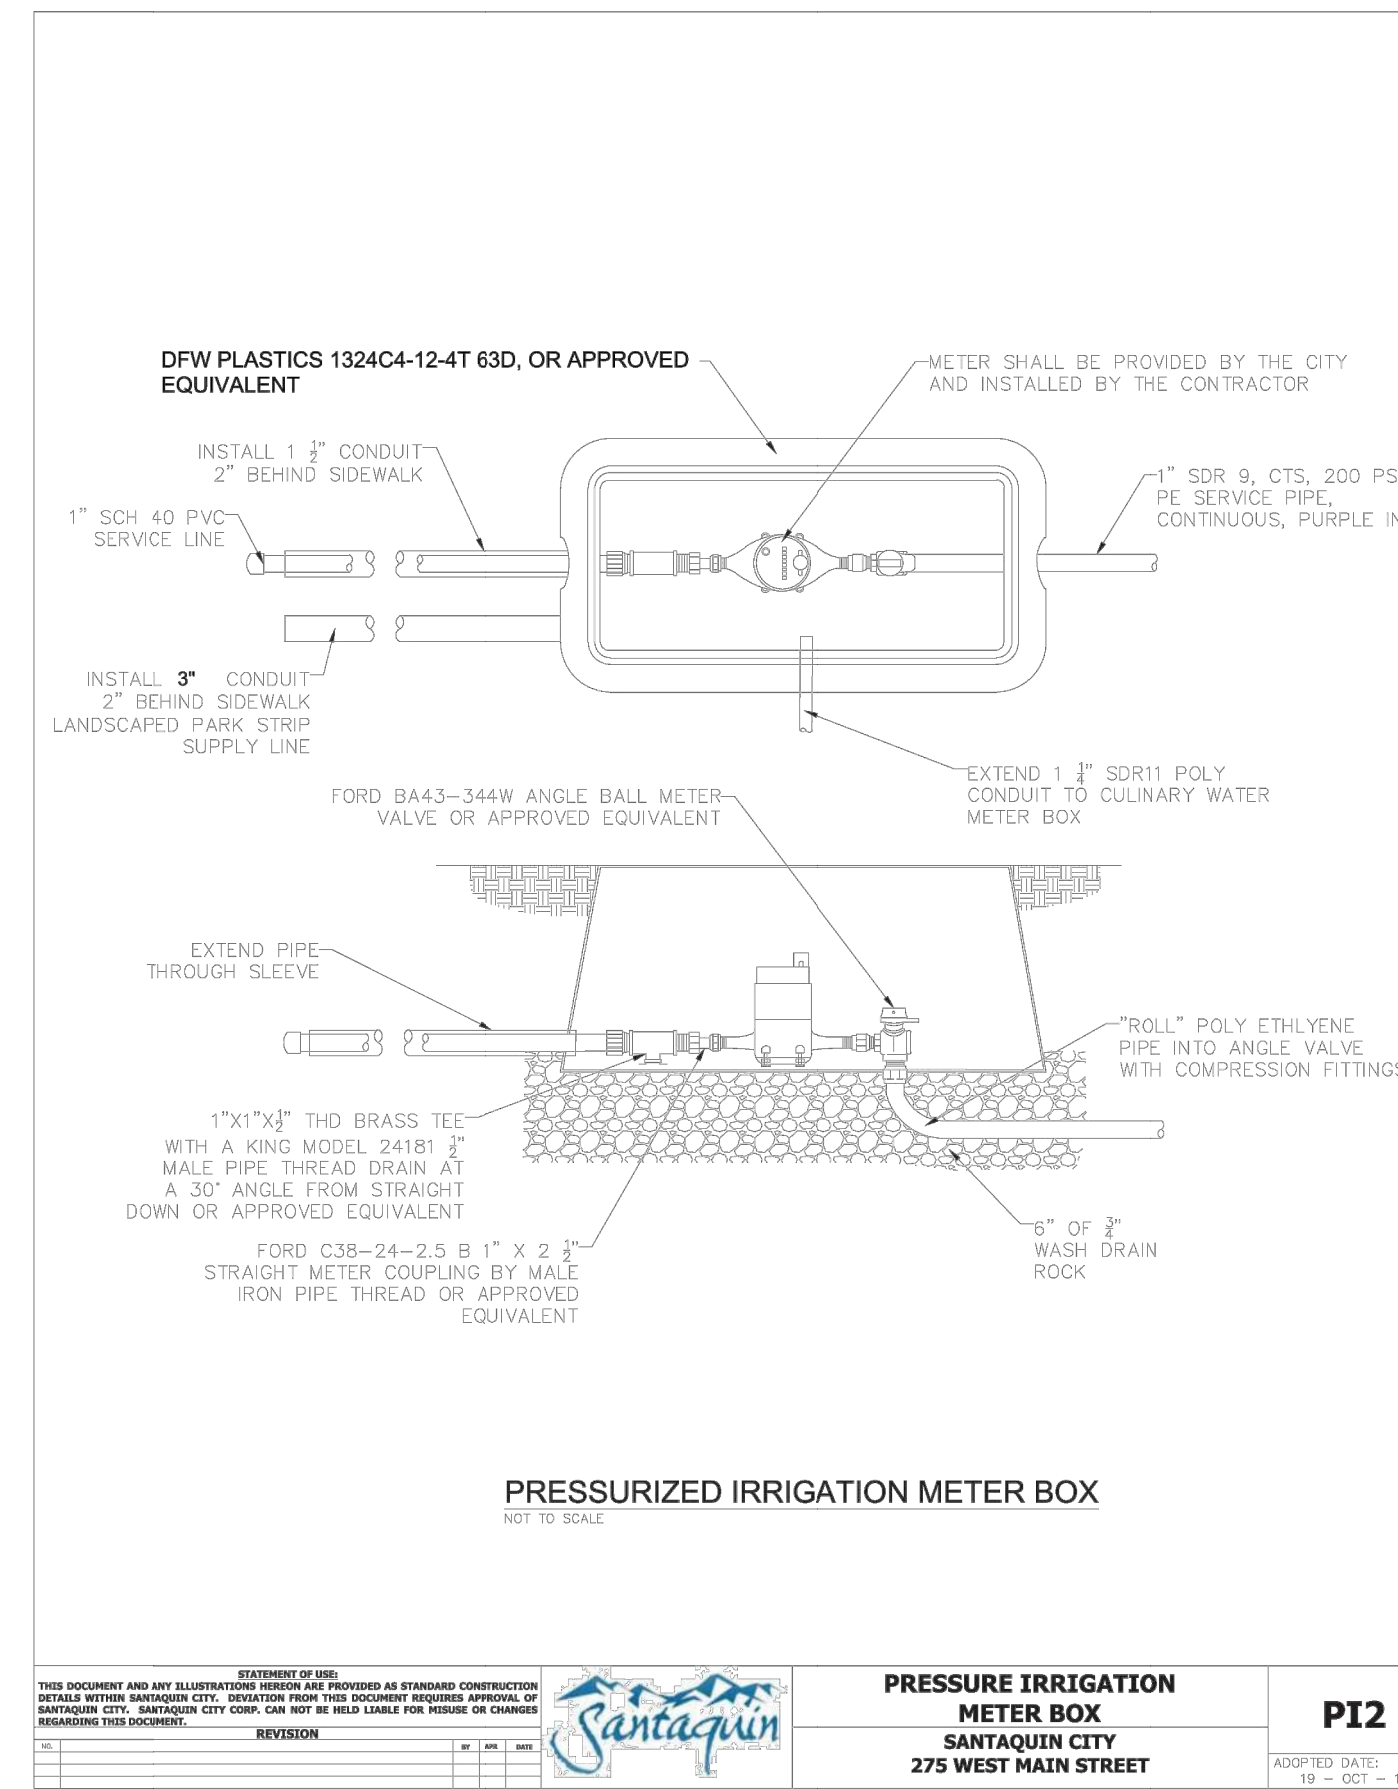 DFW PLASTICS 1324C4-12-4T 63D, OR APPROVED
EQUIVALENT
METER SHALL BE PROVIDED BY THE CITY
AND INSTALLED BY THE CONTRACTOR
INSTALL 1 1/2" CONDUIT
2" BEHIND SIDEWALK
1" SCH 40 PVC
SERVICE LINE
1" SDR 9, CTS, 200 PS
PE SERVICE PIPE,
CONTINUOUS, PURPLE IN
INSTALL 3" CONDUIT
2" BEHIND SIDEWALK
LANDSCAPED PARK STRIP
SUPPLY LINE
EXTEND 1 1/4" SDR11 POLY
CONDUIT TO CULINARY WATER
METER BOX
FORD BA43-344W ANGLE BALL METER
VALVE OR APPROVED EQUIVALENT
EXTEND PIPE
THROUGH SLEEVE
"ROLL" POLY ETHLYENE
PIPE INTO ANGLE VALVE
WITH COMPRESSION FITTINGS
1"X1"X1/2" THD BRASS TEE
WITH A KING MODEL 24181 1/2"
MALE PIPE THREAD DRAIN AT
A 30° ANGLE FROM STRAIGHT
DOWN OR APPROVED EQUIVALENT
FORD C38-24-2.5 B 1" X 2 1/2"
STRAIGHT METER COUPLING BY MALE
IRON PIPE THREAD OR APPROVED
EQUIVALENT
6" OF 3/4"
WASH DRAIN
ROCK
PRESSURIZED IRRIGATION METER BOX
NOT TO SCALE
STATEMENT OF USE:
THIS DOCUMENT AND ANY ILLUSTRATIONS HEREON ARE PROVIDED AS STANDARD CONSTRUCTION
DETAILS WITHIN SANTAQUIN CITY. DEVIATION FROM THIS DOCUMENT REQUIRES APPROVAL OF
SANTAQUIN CITY. SANTAQUIN CITY CORP. CAN NOT BE HELD LIABLE FOR MISUSE OR CHANGES
REGARDING THIS DOCUMENT.
REVISION
NO. BY APR. DATE
Santaquin
PRESSURE IRRIGATION
METER BOX
SANTAQUIN CITY
275 WEST MAIN STREET
PI2
ADOPTED DATE:
19 - OCT -